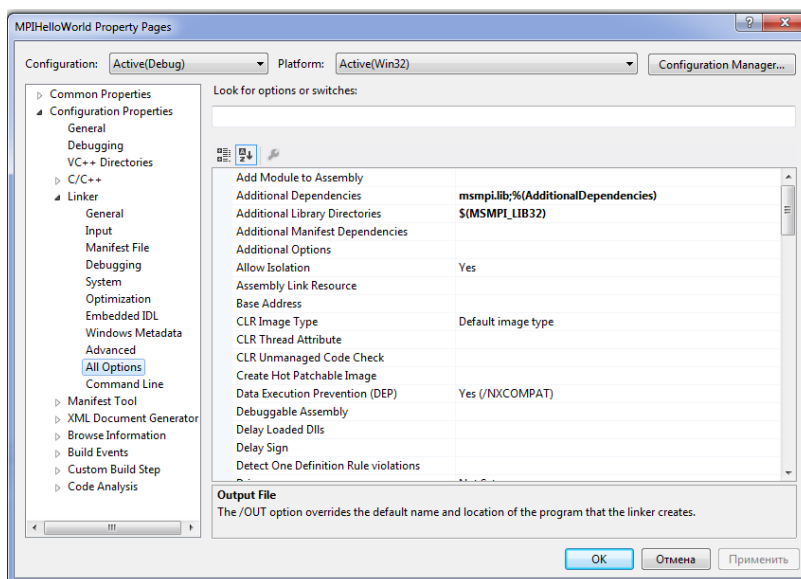 MPIHelloWorld Property Pages
Configuration: Active(Debug) Platform: Active(Win32) Configuration Manager...
Common Properties
Configuration Properties
General
Debugging
VC++ Directories
C/C++
Linker
General
Input
Manifest File
Debugging
System
Optimization
Embedded IDL
Windows Metadata
Advanced
All Options
Command Line
Manifest Tool
XML Document Generator
Browse Information
Build Events
Custom Build Step
Code Analysis
Look for options or switches:
Add Module to Assembly
Additional Dependencies msmpi.lib;%(AdditionalDependencies)
Additional Library Directories $(MSMPI_LIB32)
Additional Manifest Dependencies
Additional Options
Allow Isolation Yes
Assembly Link Resource
Base Address
CLR Image Type Default image type
CLR Thread Attribute
CLR Unmanaged Code Check
Create Hot Patchable Image
Data Execution Prevention (DEP) Yes (/NXCOMPAT)
Debuggable Assembly
Delay Loaded Dlls
Delay Sign
Detect One Definition Rule violations
Output File
The /OUT option overrides the default name and location of the program that the linker creates.
OK Отмена Применить